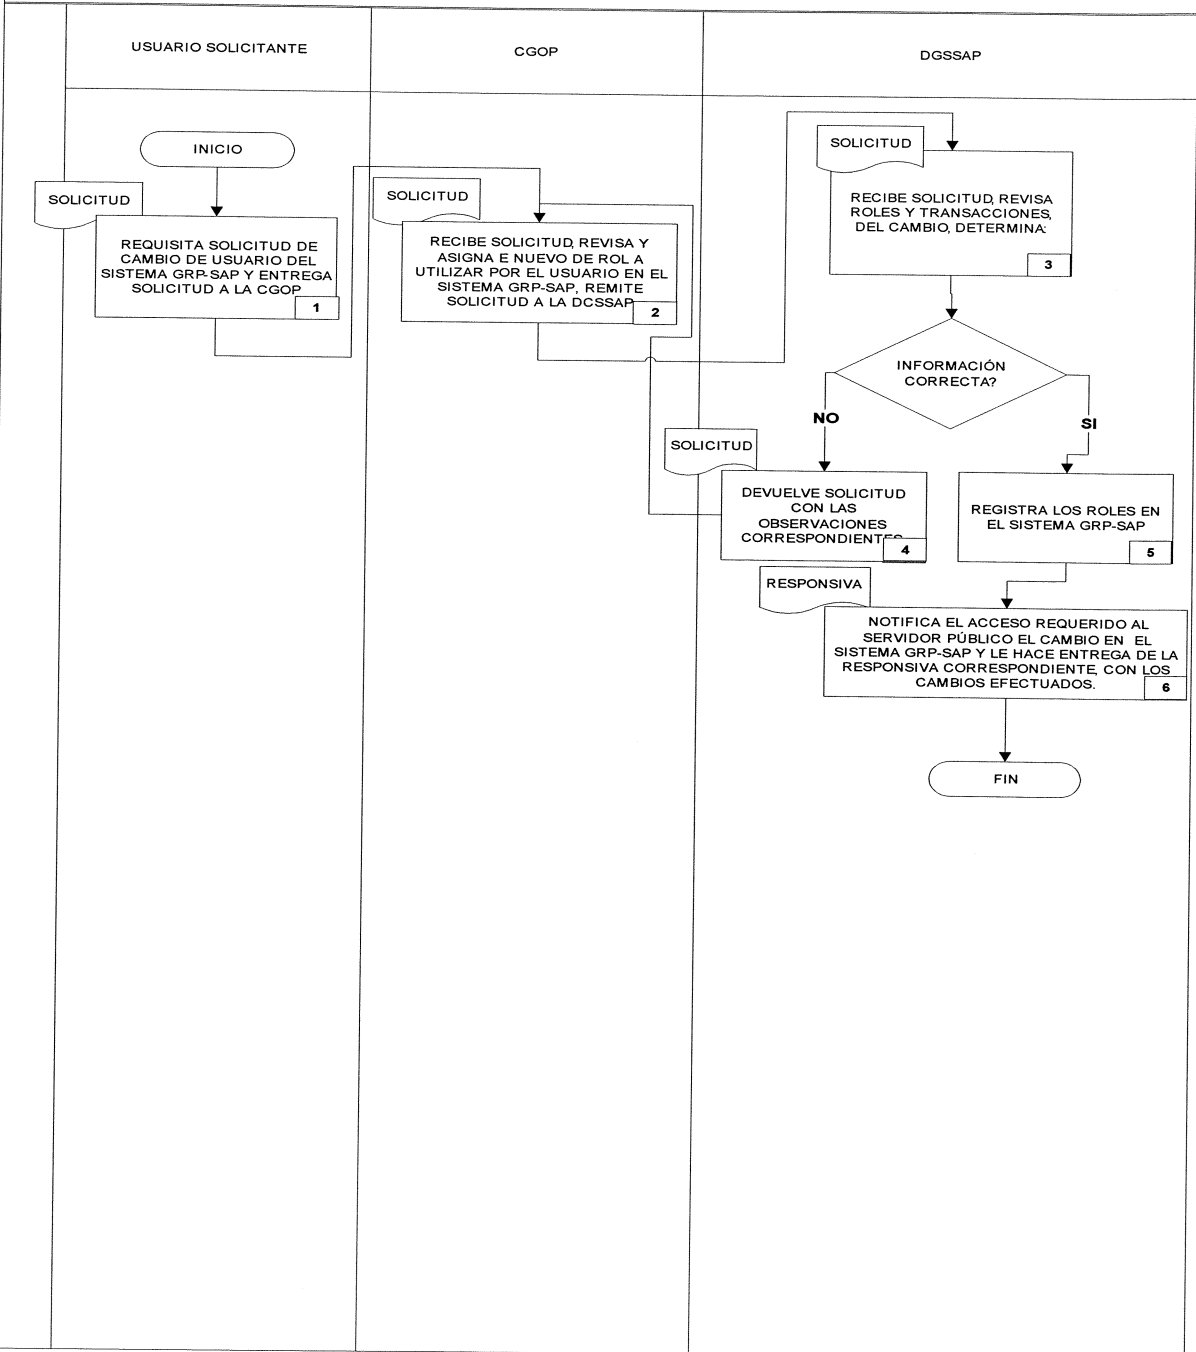 USUARIO SOLICITANTE
CGOP
DGSSAP
INICIO
SOLICITUD
REQUISITA SOLICITUD DE
CAMBIO DE USUARIO DEL
SISTEMA GRP-SAP Y ENTREGA
SOLICITUD A LA CGOP
1
SOLICITUD
RECIBE SOLICITUD, REVISA Y
ASIGNA E NUEVO DE ROL A
UTILIZAR POR EL USUARIO EN EL
SISTEMA GRP-SAP, REMITE
SOLICITUD A LA DCSSAP
2
SOLICITUD
RECIBE SOLICITUD, REVISA
ROLES Y TRANSACCIONES,
DEL CAMBIO, DETERMINA:
3
INFORMACIÓN
CORRECTA?
NO
SI
SOLICITUD
DEVUELVE SOLICITUD
CON LAS
OBSERVACIONES
CORRESPONDIENTES
4
REGISTRA LOS ROLES EN
EL SISTEMA GRP-SAP
5
RESPONSIVA
NOTIFICA EL ACCESO REQUERIDO AL
SERVIDOR PÚBLICO EL CAMBIO EN EL
SISTEMA GRP-SAP Y LE HACE ENTREGA DE LA
RESPONSIVA CORRESPONDIENTE, CON LOS
CAMBIOS EFECTUADOS.
6
FIN